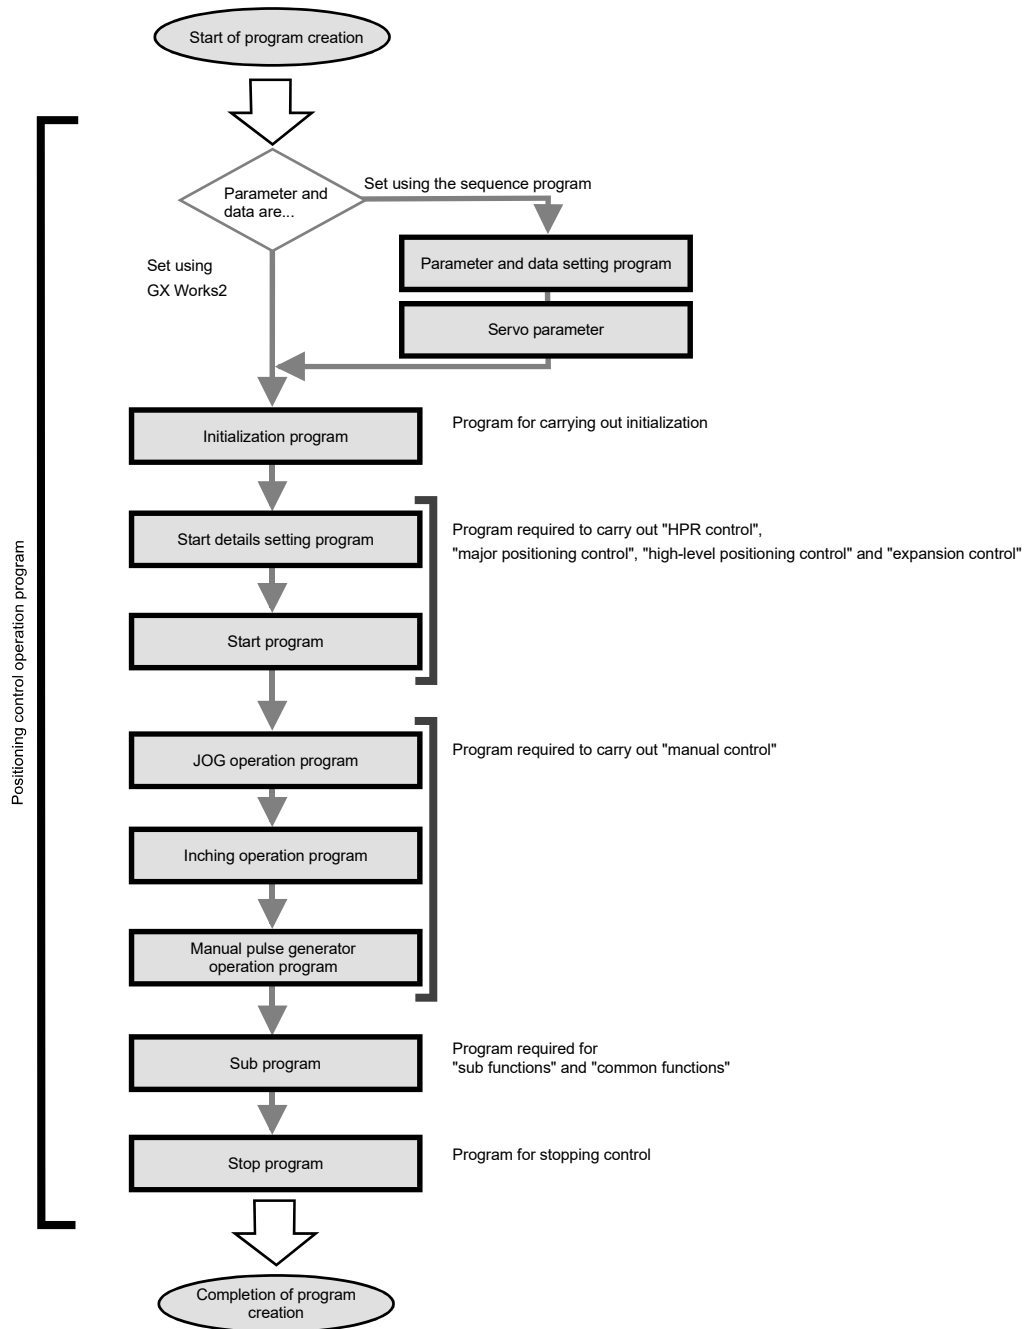 Start of program creation
Parameter and
data are...
Set using the sequence program
Set using
GX Works2
Parameter and data setting program
Servo parameter
Initialization program
Program for carrying out initialization
Start details setting program
Program required to carry out "HPR control",
"major positioning control", "high-level positioning control" and "expansion control"
Start program
JOG operation program
Program required to carry out "manual control"
Inching operation program
Manual pulse generator
operation program
Sub program
Program required for
"sub functions" and "common functions"
Stop program
Program for stopping control
Completion of program
creation
Positioning control operation program